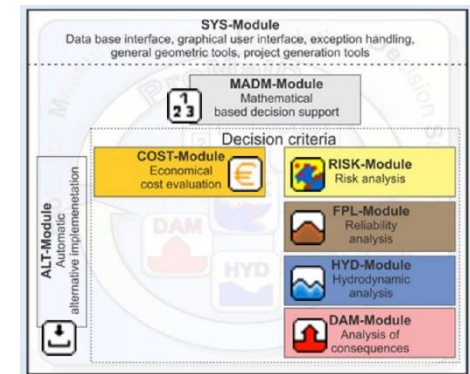 SYS-Module
Data base interface, graphical user interface, exception handling,
general geometric tools, project generation tools
1
2 3
MADM-Module
Mathematical
based decision support
Decision criteria
COST-Module
Economical
cost evaluation
€
RISK-Module
Risk analysis
FPL-Module
Reliability
analysis
HYD-Module
Hydrodynamic
analysis
DAM-Module
Analysis of
consequences
ALT-Module
Automatic
alternative implemenetation
DAM
HYD